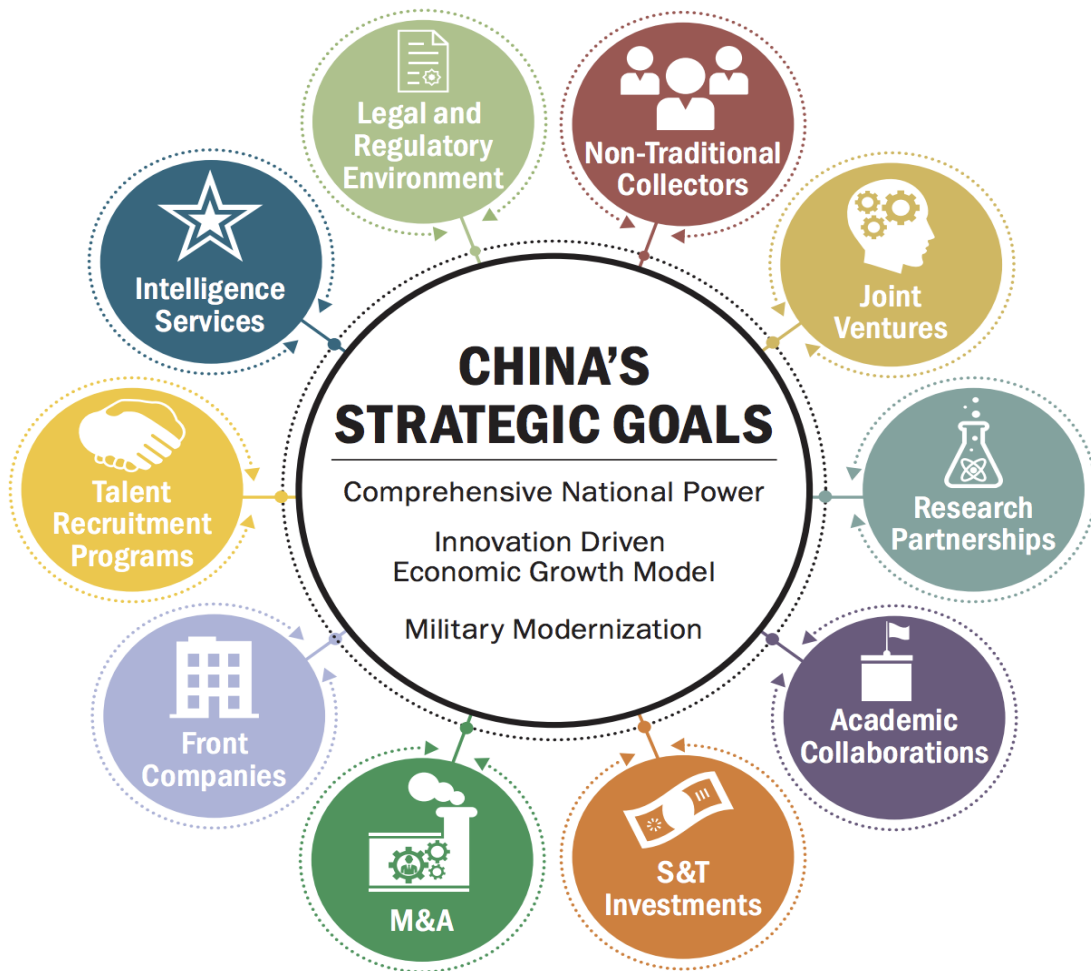 CHINA'S
STRATEGIC GOALS
Comprehensive National Power
Innovation Driven
Economic Growth Model
Military Modernization
Legal and
Regulatory
Environment
Non-Traditional
Collectors
Joint
Ventures
Research
Partnerships
Academic
Collaborations
S&T
Investments
M&A
Front
Companies
Talent
Recruitment
Programs
Intelligence
Services